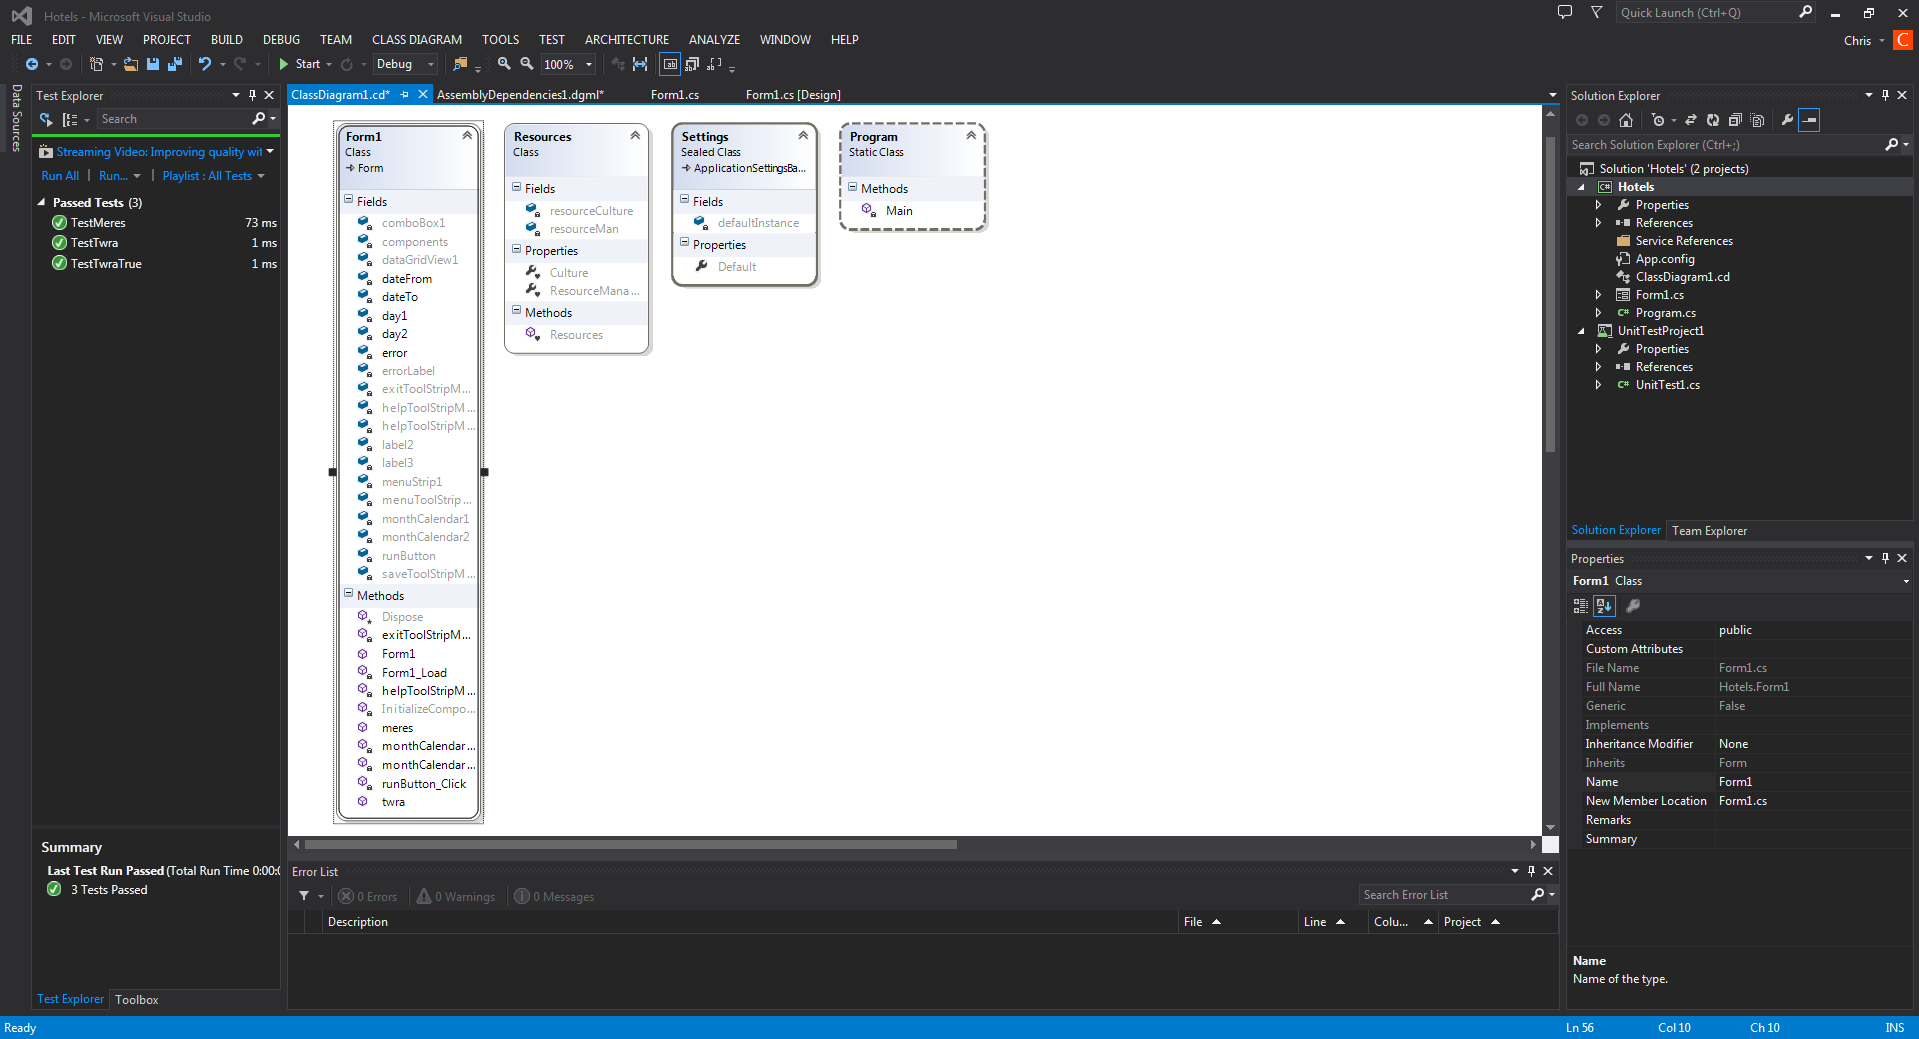 Hotels - Microsoft Visual Studio
Quick Launch (Ctrl+Q)
FILE EDIT VIEW PROJECT BUILD DEBUG TEAM CLASS DIAGRAM TOOLS TEST ARCHITECTURE ANALYZE WINDOW HELP
Chris C
Start Debug 100%
Data Sources
Test Explorer
Search
Streaming Video: Improving quality wit
Run All Run... Playlist : All Tests
Passed Tests (3)
TestMeres 73 ms
TestTwra 1 ms
TestTwraTrue 1 ms
Summary
Last Test Run Passed (Total Run Time 0:00:0
3 Tests Passed
Test Explorer Toolbox
ClassDiagram1.cd* AssemblyDependencies1.dgml* Form1.cs Form1.cs [Design]
Form1
Class
Form
Fields
comboBox1
components
dataGridView1
dateFrom
dateTo
day1
day2
error
errorLabel
exitToolStripM...
helpToolStripM...
helpToolStripM...
label2
label3
menuStrip1
menuToolStrip...
monthCalendar1
monthCalendar2
runButton
saveToolStripM...
Methods
Dispose
exitToolStripM...
Form1
Form1_Load
helpToolStripM...
InitializeCompo...
meres
monthCalendar...
monthCalendar...
runButton_Click
twra
Resources
Class
Fields
resourceCulture
resourceMan
Properties
Culture
ResourceMana...
Methods
Resources
Settings
Sealed Class
ApplicationSettingsBa...
Fields
defaultInstance
Properties
Default
Program
Static Class
Methods
Main
Error List
0 Errors 0 Warnings 0 Messages
Search Error List
Description File Line Colu... Project
Solution Explorer
Search Solution Explorer (Ctrl+;)
Solution 'Hotels' (2 projects)
Hotels
Properties
References
Service References
App.config
ClassDiagram1.cd
Form1.cs
Program.cs
UnitTestProject1
Properties
References
UnitTest1.cs
Solution Explorer Team Explorer
Properties
Form1 Class
Access public
Custom Attributes
File Name Form1.cs
Full Name Hotels.Form1
Generic False
Implements
Inheritance Modifier None
Inherits Form
Name Form1
New Member Location Form1.cs
Remarks
Summary
Name
Name of the type.
Ready Ln 56 Col 10 Ch 10 INS